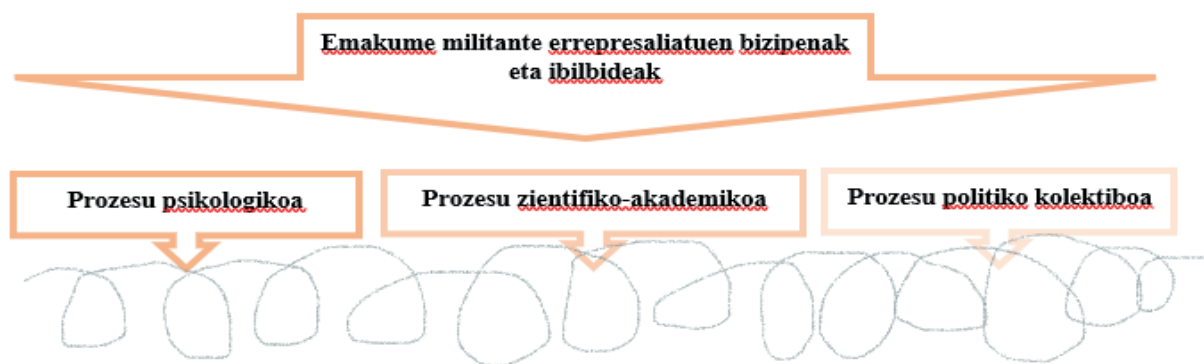 Emakume militante errepresaliatuen bizipenak
eta ibilbideak
Prozesu psikologikoa
Prozesu zientifiko-akademikoa
Prozesu politiko kolektiboa